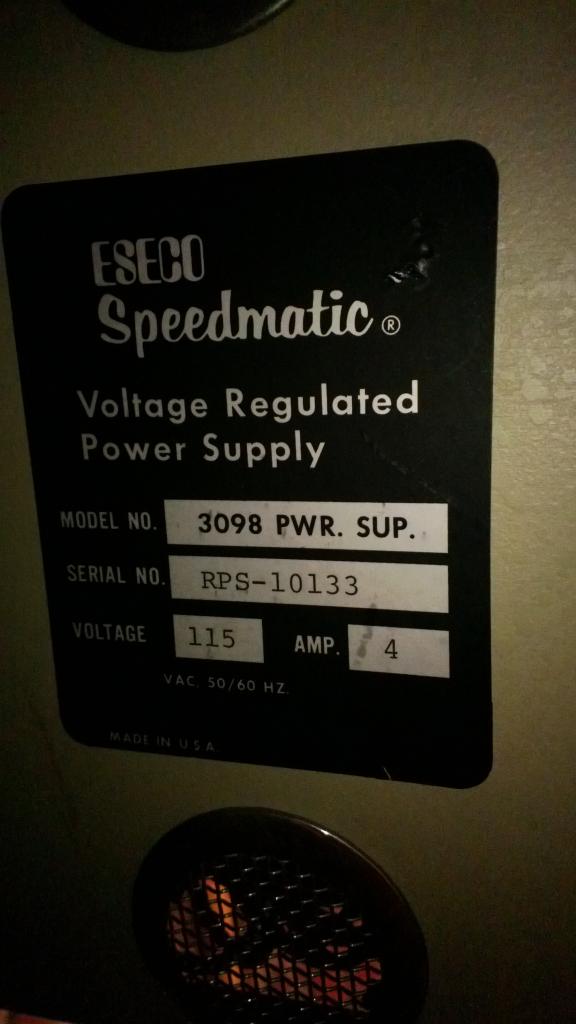 ESECO
Speedmatic ®
Voltage Regulated
Power Supply
MODEL NO. 3098 PWR. SUP.
SERIAL NO. RPS-10133
VOLTAGE 115 AMP. 4
VAC. 50/60 HZ.
MADE IN U.S.A.